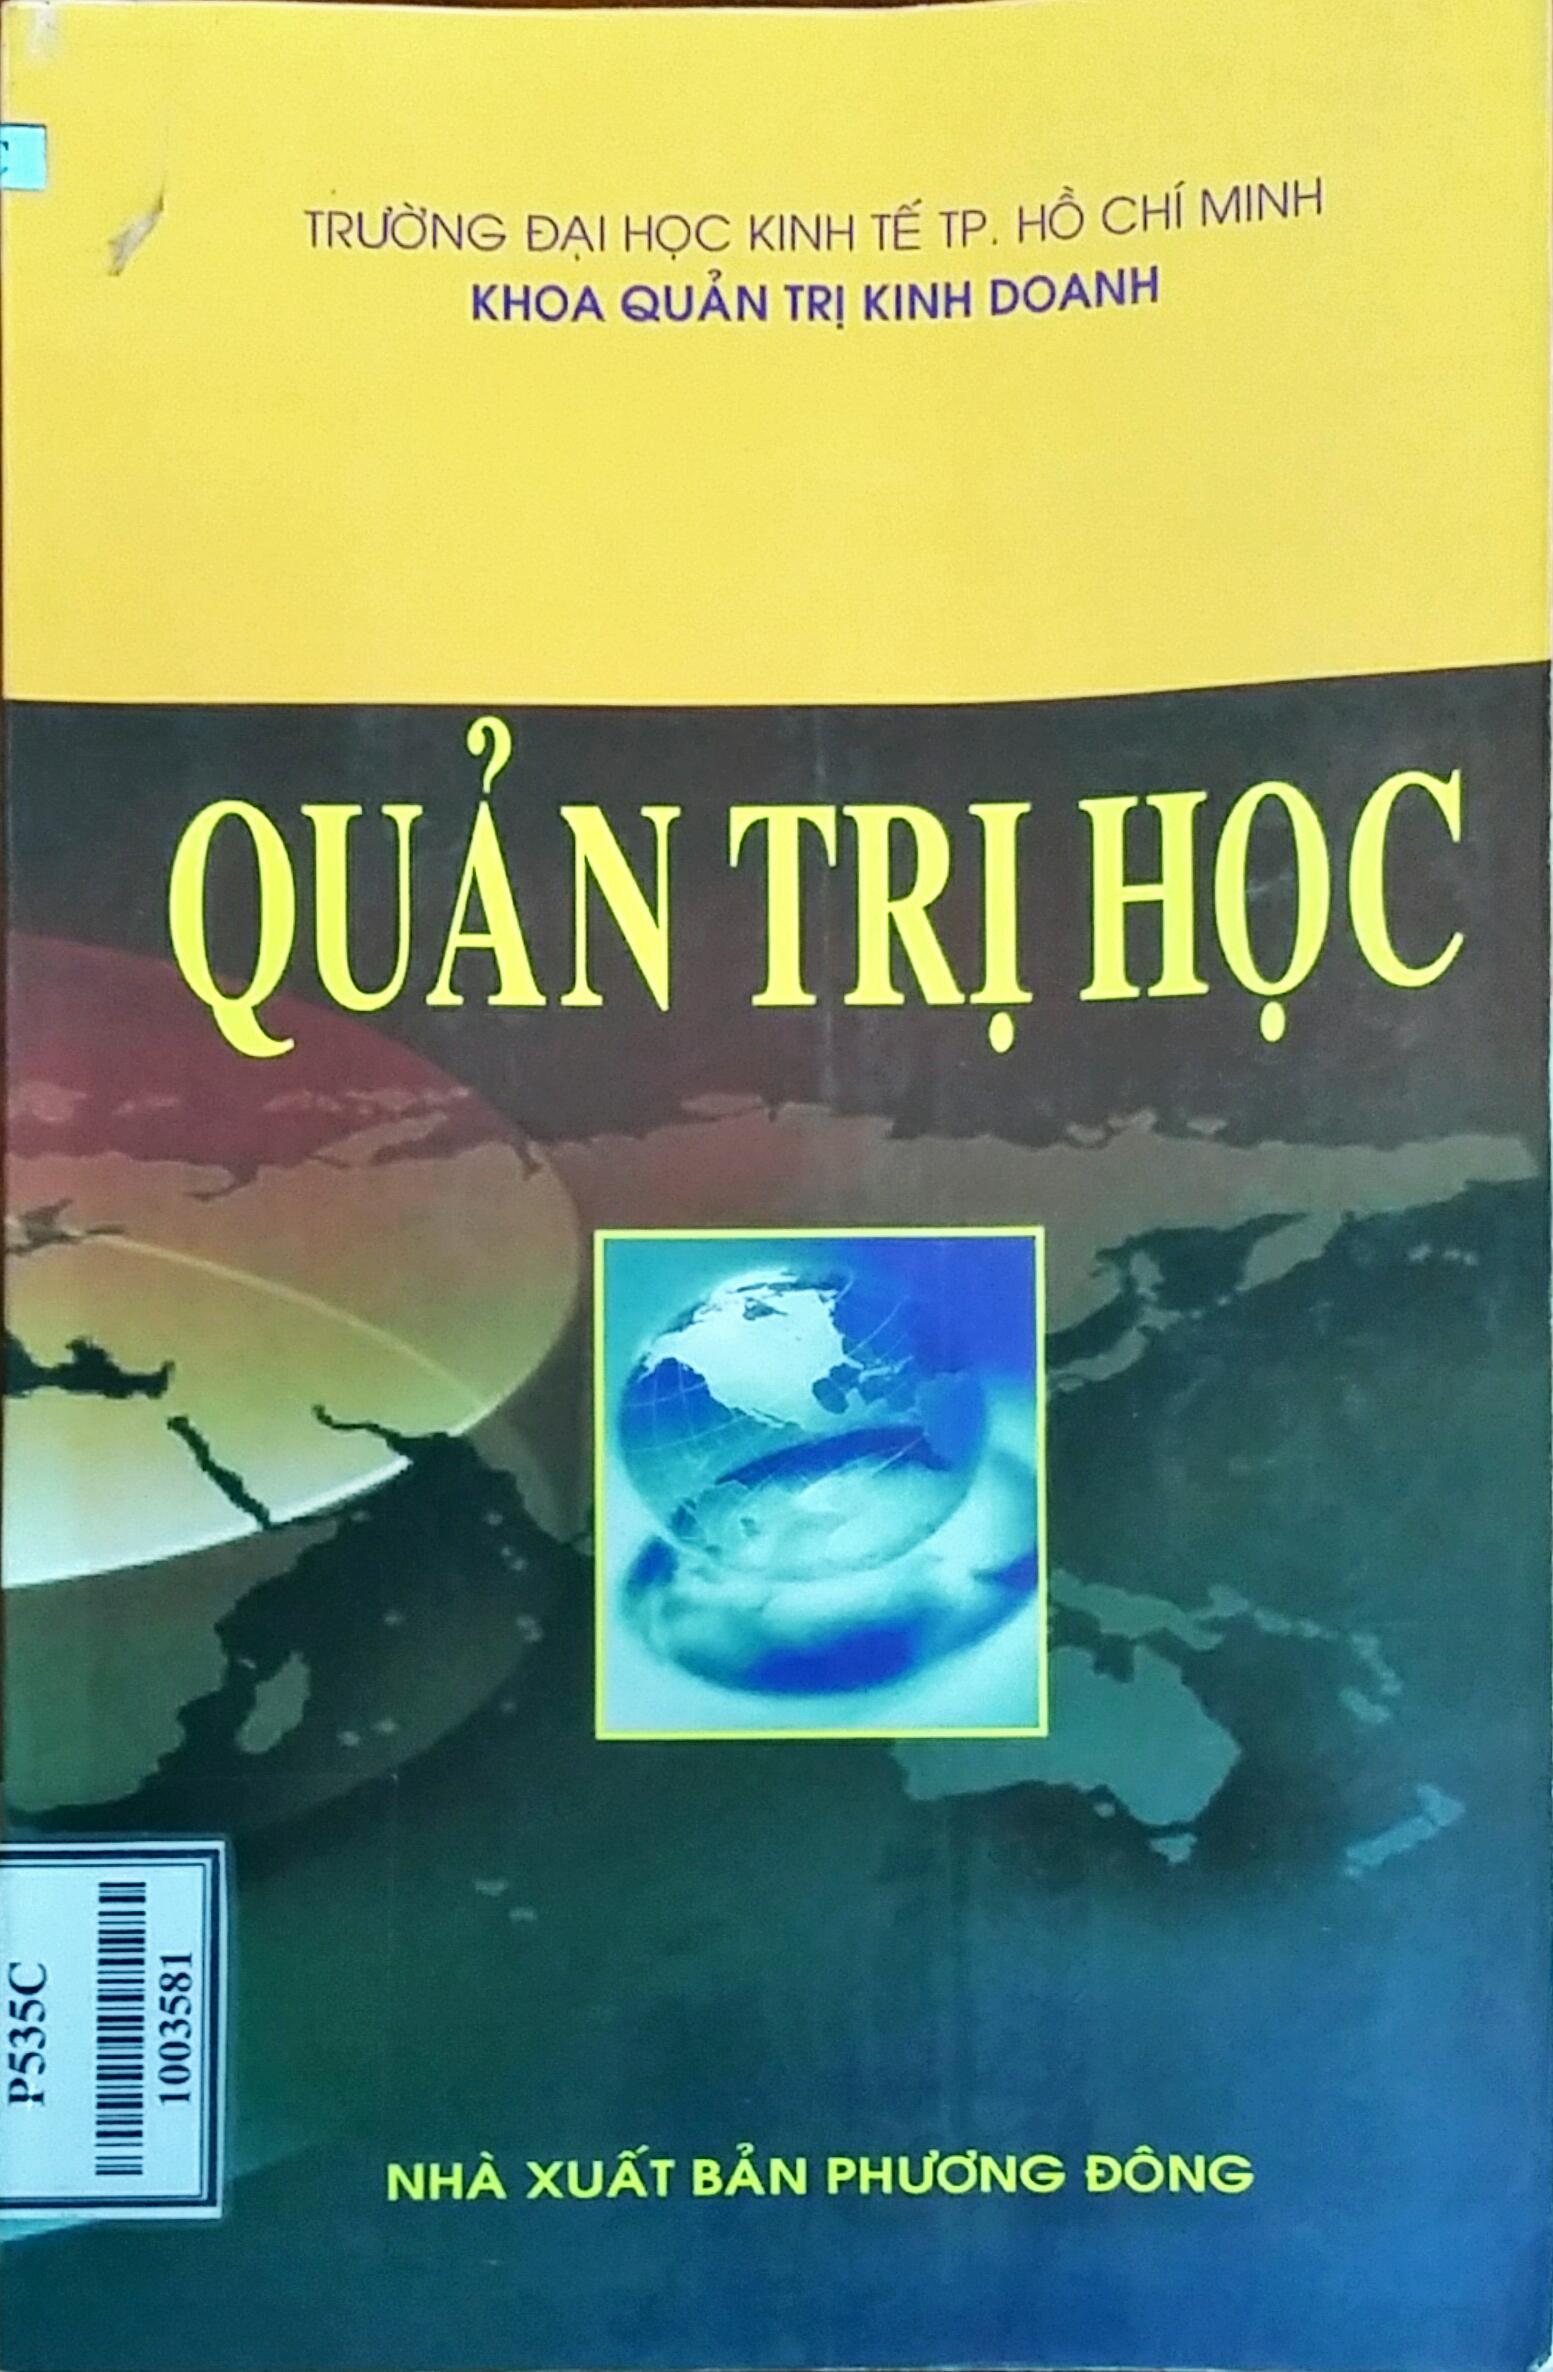 TRƯỜNG ĐẠI HỌC KINH TẾ TP. HỒ CHÍ MINH
KHOA QUẢN TRỊ KINH DOANH
QUẢN TRỊ HỌC
P535C
1003581
NHÀ XUẤT BẢN PHƯƠNG ĐÔNG